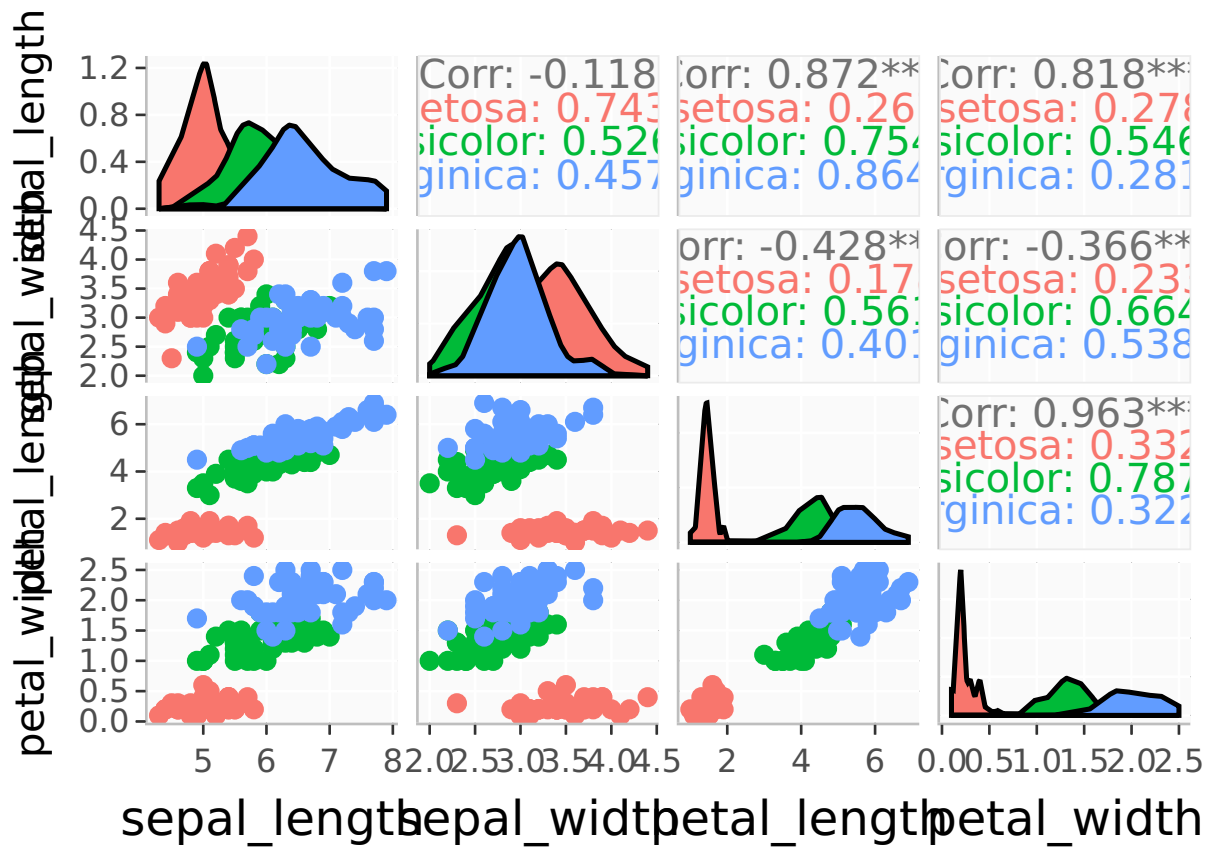 sepal_length
1.2
0.8
0.4
0.0
Corr: -0.118
etosa: 0.743
sicolor: 0.526
ginica: 0.457
Corr: 0.872**
setosa: 0.26
sicolor: 0.754
ginica: 0.864
Corr: 0.818***
setosa: 0.278
sicolor: 0.546
rginica: 0.281
sepal_width
4.5
4.0
3.5
3.0
2.5
2.0
orr: -0.428**
setosa: 0.17
sicolor: 0.561
ginica: 0.401
orr: -0.366**
setosa: 0.233
sicolor: 0.664
ginica: 0.538
petal_length
6
4
2
Corr: 0.963***
setosa: 0.332
sicolor: 0.787
rginica: 0.322
petal_width
2.5
2.0
1.5
1.0
0.5
0.0
5 6 7 8 2.0 2.5 3.0 3.5 4.0 4.5 2 4 6 0.0 0.5 1.0 1.5 2.0 2.5
sepal_length sepal_width petal_length petal_width